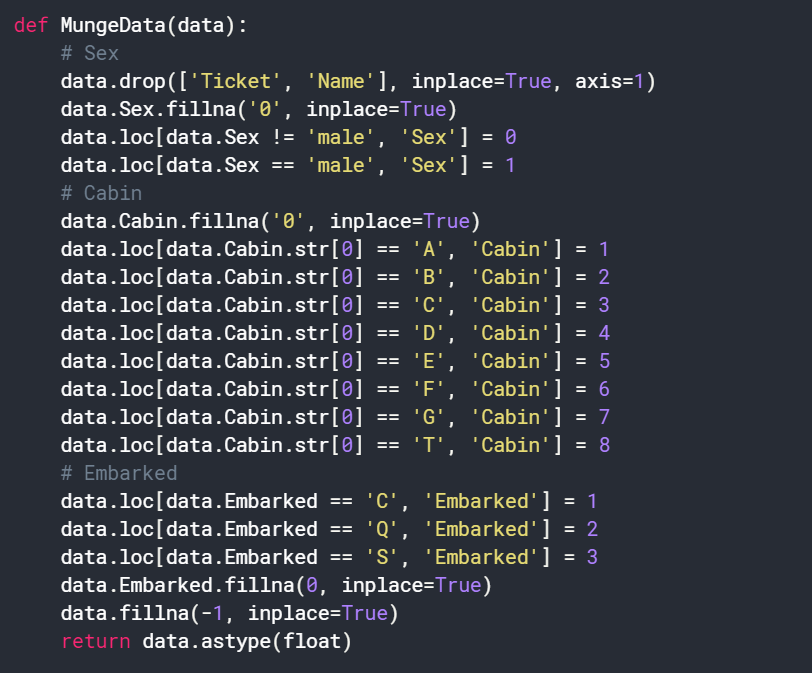 def MungeData(data):
    # Sex
    data.drop(['Ticket', 'Name'], inplace=True, axis=1)
    data.Sex.fillna('0', inplace=True)
    data.loc[data.Sex != 'male', 'Sex'] = 0
    data.loc[data.Sex == 'male', 'Sex'] = 1
    # Cabin
    data.Cabin.fillna('0', inplace=True)
    data.loc[data.Cabin.str[0] == 'A', 'Cabin'] = 1
    data.loc[data.Cabin.str[0] == 'B', 'Cabin'] = 2
    data.loc[data.Cabin.str[0] == 'C', 'Cabin'] = 3
    data.loc[data.Cabin.str[0] == 'D', 'Cabin'] = 4
    data.loc[data.Cabin.str[0] == 'E', 'Cabin'] = 5
    data.loc[data.Cabin.str[0] == 'F', 'Cabin'] = 6
    data.loc[data.Cabin.str[0] == 'G', 'Cabin'] = 7
    data.loc[data.Cabin.str[0] == 'T', 'Cabin'] = 8
    # Embarked
    data.loc[data.Embarked == 'C', 'Embarked'] = 1
    data.loc[data.Embarked == 'Q', 'Embarked'] = 2
    data.loc[data.Embarked == 'S', 'Embarked'] = 3
    data.Embarked.fillna(0, inplace=True)
    data.fillna(-1, inplace=True)
    return data.astype(float)